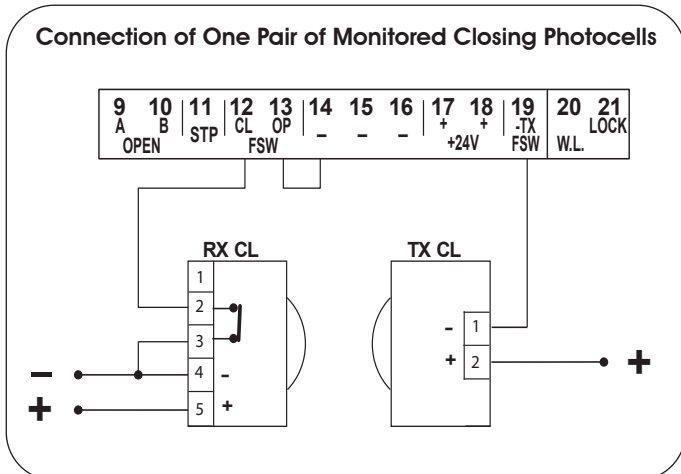 Connection of One Pair of Monitored Closing Photocells
9 10 11 12 13 14 15 16 17 18 19 20 21
A B STP CL OP – – – + + -TX W.L. LOCK
OPEN FSW +24V FSW
RX CL TX CL
1
2
3
4 -
5 +
- 1
+ 2
–
+
+